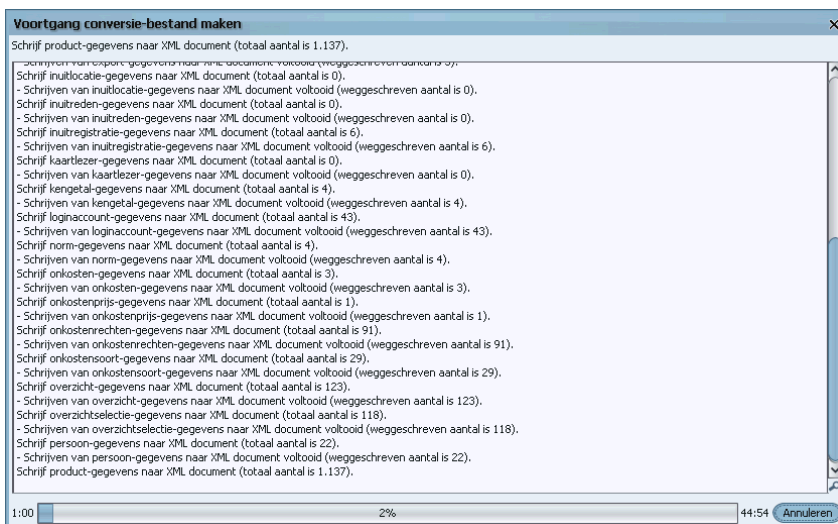 Voortgang conversie-bestand maken
Schrijf product-gegevens naar XML document (totaal aantal is 1.137).
- Schrijven van export-gegevens naar XML document voltooid (weggeschreven aantal is 3).
Schrijf inuitlocatie-gegevens naar XML document (totaal aantal is 0).
- Schrijven van inuitlocatie-gegevens naar XML document voltooid (weggeschreven aantal is 0).
Schrijf inuitreden-gegevens naar XML document (totaal aantal is 0).
- Schrijven van inuitreden-gegevens naar XML document voltooid (weggeschreven aantal is 0).
Schrijf inuitregistratie-gegevens naar XML document (totaal aantal is 6).
- Schrijven van inuitregistratie-gegevens naar XML document voltooid (weggeschreven aantal is 6).
Schrijf kaartlezer-gegevens naar XML document (totaal aantal is 0).
- Schrijven van kaartlezer-gegevens naar XML document voltooid (weggeschreven aantal is 0).
Schrijf kengetal-gegevens naar XML document (totaal aantal is 4).
- Schrijven van kengetal-gegevens naar XML document voltooid (weggeschreven aantal is 4).
Schrijf loginaccount-gegevens naar XML document (totaal aantal is 43).
- Schrijven van loginaccount-gegevens naar XML document voltooid (weggeschreven aantal is 43).
Schrijf norm-gegevens naar XML document (totaal aantal is 4).
- Schrijven van norm-gegevens naar XML document voltooid (weggeschreven aantal is 4).
Schrijf onkosten-gegevens naar XML document (totaal aantal is 3).
- Schrijven van onkosten-gegevens naar XML document voltooid (weggeschreven aantal is 3).
Schrijf onkostenprijs-gegevens naar XML document (totaal aantal is 1).
- Schrijven van onkostenprijs-gegevens naar XML document voltooid (weggeschreven aantal is 1).
Schrijf onkostenrechten-gegevens naar XML document (totaal aantal is 91).
- Schrijven van onkostenrechten-gegevens naar XML document voltooid (weggeschreven aantal is 91).
Schrijf onkostensoort-gegevens naar XML document (totaal aantal is 29).
- Schrijven van onkostensoort-gegevens naar XML document voltooid (weggeschreven aantal is 29).
Schrijf overzicht-gegevens naar XML document (totaal aantal is 123).
- Schrijven van overzicht-gegevens naar XML document voltooid (weggeschreven aantal is 123).
Schrijf overzichtselectie-gegevens naar XML document (totaal aantal is 118).
- Schrijven van overzichtselectie-gegevens naar XML document voltooid (weggeschreven aantal is 118).
Schrijf persoon-gegevens naar XML document (totaal aantal is 22).
- Schrijven van persoon-gegevens naar XML document voltooid (weggeschreven aantal is 22).
Schrijf product-gegevens naar XML document (totaal aantal is 1.137).
1:00 2% 44:54 Annuleren